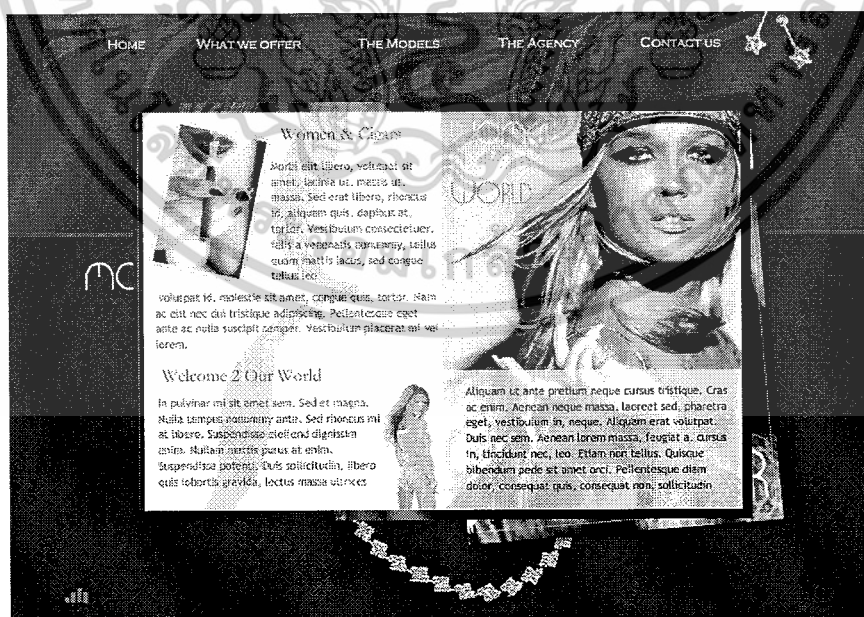 HOME
WHAT WE OFFER
THE MODELS
THE AGENCY
CONTACT US
Women & Cigars
Morbi elit libero, volutpat sit
amet, lacinia ut, mattis ut,
massa. Sed erat libero, rhoncus
id, aliquam quis, dapibus at,
tortor. Vestibulum consectetuer,
felis a venenatis nonummy, tellus
quam mattis lacus, sed congue
tellus leo
volutpat id, molestie sit amet, congue quis, tortor. Nam
ac elit nec dui tristique adipiscing. Pellentesque eget
ante ac nulla suscipit semper. Vestibulum placerat mi vel
lorem.
WORLD
MO
Welcome 2 Our World
In pulvinar mi sit amet sem. Sed et magna.
Nulla tempus nonummy ante. Sed rhoncus mi
at libero. Suspendisse eleifend dignissim
enim. Nullam mattis purus at enim.
Suspendisse potenti. Duis sollicitudin, libero
quis lobortis gravida, lectus massa ultrices
Aliquam ut ante pretium neque cursus tristique. Cras
ac enim. Aenean neque massa, laoreet sed, pharetra
eget, vestibulum in, neque. Aliquam erat volutpat.
Duis nec sem. Aenean lorem massa, feugiat a, cursus
in, tincidunt nec, leo. Etiam non tellus. Quisque
bibendum pede sit amet orci. Pellentesque diam
dolor, consequat quis, consequat non, sollicitudin